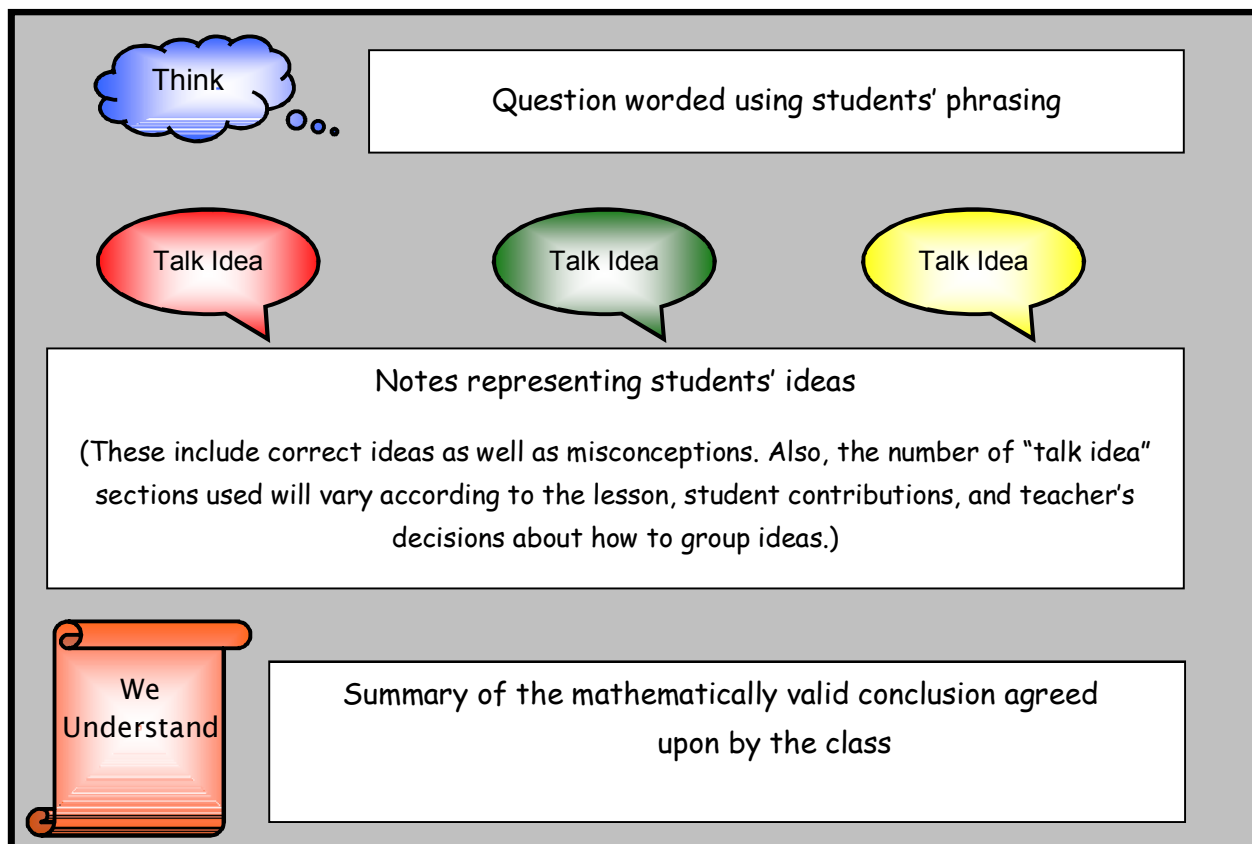 Think
Question worded using students’ phrasing
Talk Idea
Talk Idea
Talk Idea
Notes representing students’ ideas
(These include correct ideas as well as misconceptions. Also, the number of “talk idea”
sections used will vary according to the lesson, student contributions, and teacher’s
decisions about how to group ideas.)
We
Understand
Summary of the mathematically valid conclusion agreed
upon by the class